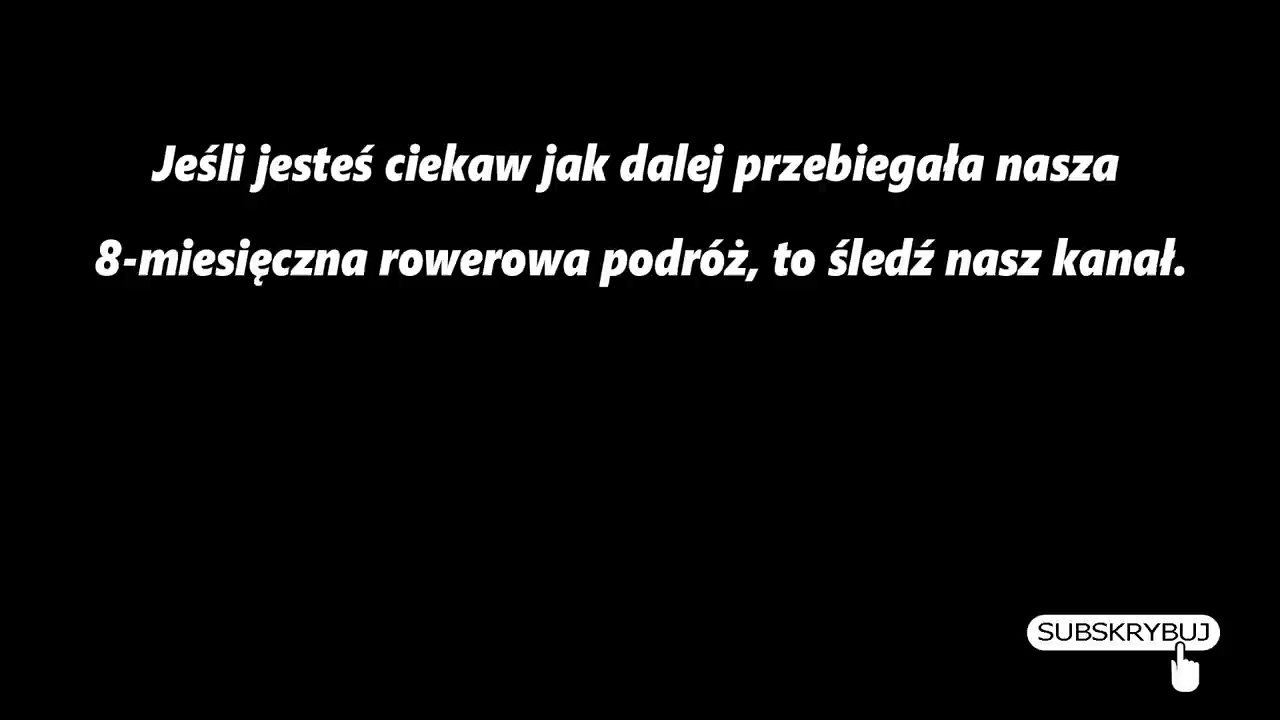 Jeśli jesteś ciekaw jak dalej przebiegała nasza
8-miesięczna rowerowa podróż, to śledź nasz kanał.
SUBSKRYBUJ